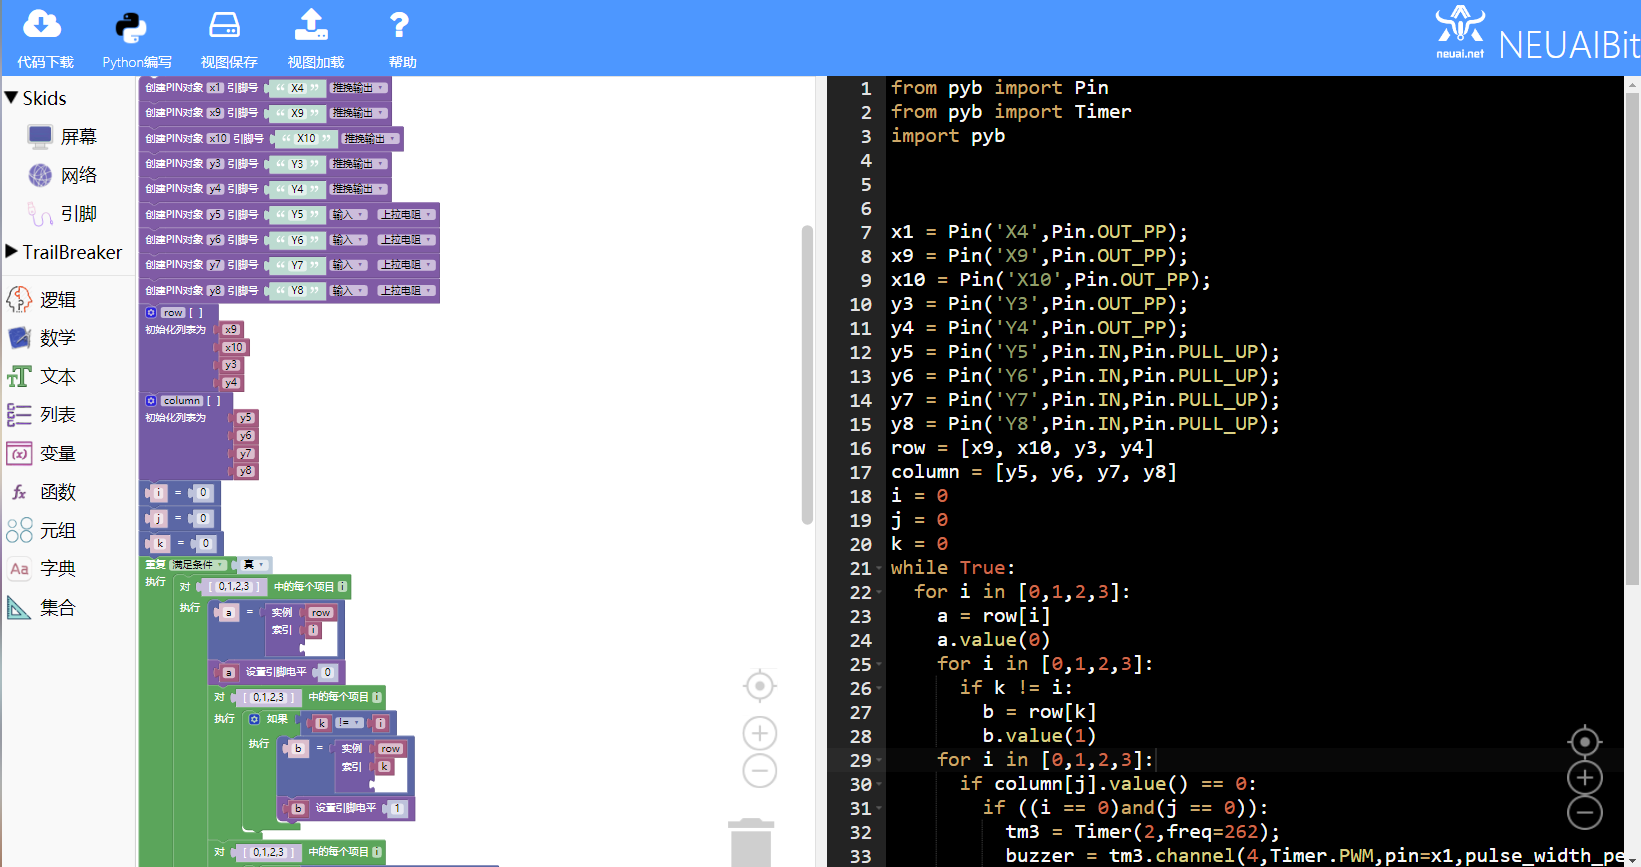 代码下载
Python编写
视图保存
视图加载
帮助
neuai.net
NEUAIBit
Skids
屏幕
网络
引脚
TrailBreaker
逻辑
数学
文本
列表
变量
函数
元组
字典
集合
创建PIN对象 x1 引脚号 “ X4 ” 推挽输出
创建PIN对象 x9 引脚号 “ X9 ” 推挽输出
创建PIN对象 x10 引脚号 “ X10 ” 推挽输出
创建PIN对象 y3 引脚号 “ Y3 ” 推挽输出
创建PIN对象 y4 引脚号 “ Y4 ” 推挽输出
创建PIN对象 y5 引脚号 “ Y5 ” 输入 上拉电阻
创建PIN对象 y6 引脚号 “ Y6 ” 输入 上拉电阻
创建PIN对象 y7 引脚号 “ Y7 ” 输入 上拉电阻
创建PIN对象 y8 引脚号 “ Y8 ” 输入 上拉电阻
row [ ]
初始化列表为 x9
x10
y3
y4
column [ ]
初始化列表为 y5
y6
y7
y8
i = 0
j = 0
k = 0
重复 满足条件 真
执行 对 [ 0,1,2,3 ] 中的每个项目 i
执行 a = 实例 row
索引 i
a 设置引脚电平 0
对 [ 0,1,2,3 ] 中的每个项目 i
执行 如果 k != i
执行 b = 实例 row
索引 k
b 设置引脚电平 1
对 [ 0,1,2,3 ] 中的每个项目 i
1 from pyb import Pin
2 from pyb import Timer
3 import pyb
4
5
6
7 x1 = Pin('X4',Pin.OUT_PP);
8 x9 = Pin('X9',Pin.OUT_PP);
9 x10 = Pin('X10',Pin.OUT_PP);
10 y3 = Pin('Y3',Pin.OUT_PP);
11 y4 = Pin('Y4',Pin.OUT_PP);
12 y5 = Pin('Y5',Pin.IN,Pin.PULL_UP);
13 y6 = Pin('Y6',Pin.IN,Pin.PULL_UP);
14 y7 = Pin('Y7',Pin.IN,Pin.PULL_UP);
15 y8 = Pin('Y8',Pin.IN,Pin.PULL_UP);
16 row = [x9, x10, y3, y4]
17 column = [y5, y6, y7, y8]
18 i = 0
19 j = 0
20 k = 0
21 while True:
22 for i in [0,1,2,3]:
23 a = row[i]
24 a.value(0)
25 for i in [0,1,2,3]:
26 if k != i:
27 b = row[k]
28 b.value(1)
29 for i in [0,1,2,3]:
30 if column[j].value() == 0:
31 if ((i == 0)and(j == 0)):
32 tm3 = Timer(2,freq=262);
33 buzzer = tm3.channel(4,Timer.PWM,pin=x1,pulse_width_pe